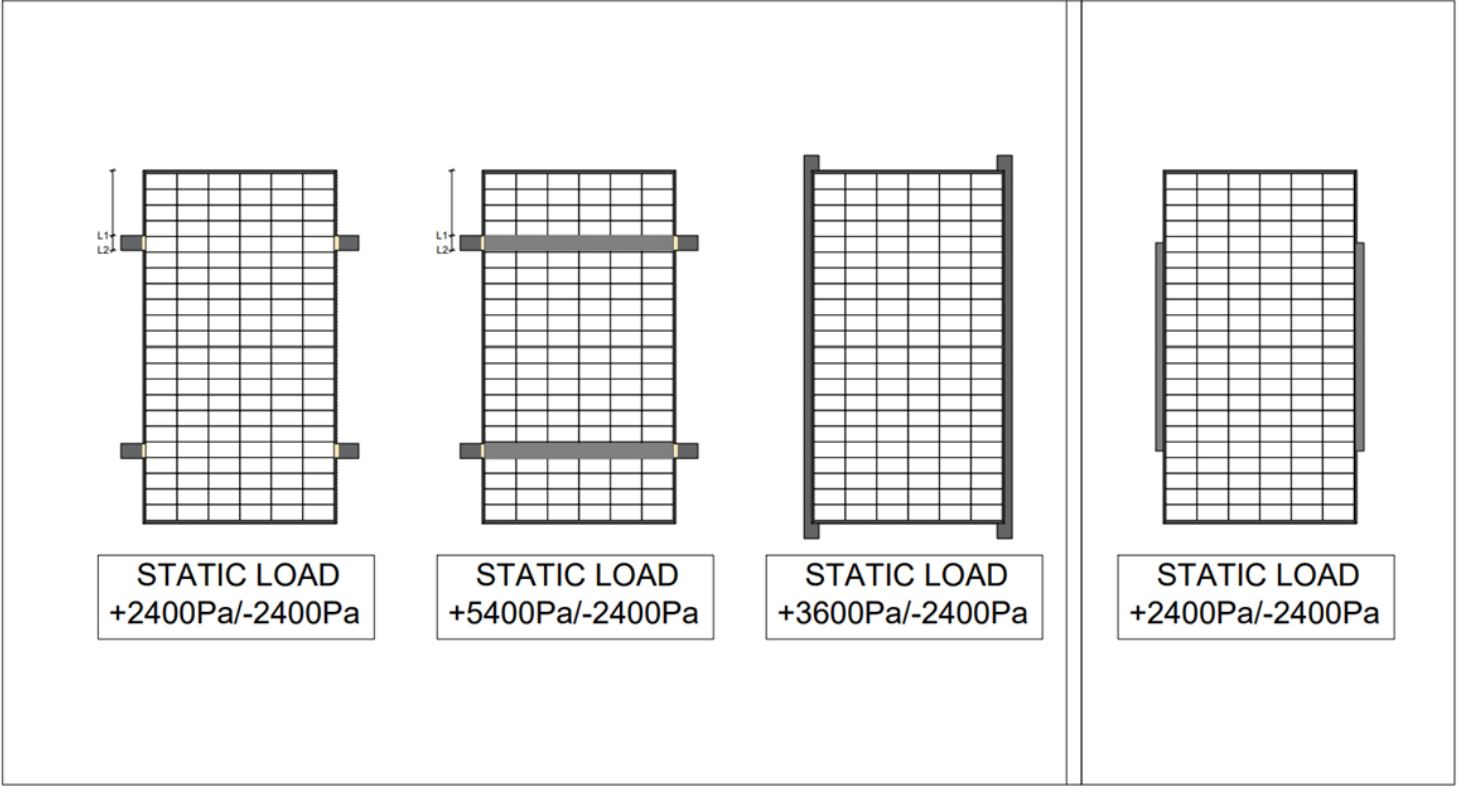 L1
L2
L1
L2
STATIC LOAD
+2400Pa/-2400Pa
STATIC LOAD
+5400Pa/-2400Pa
STATIC LOAD
+3600Pa/-2400Pa
STATIC LOAD
+2400Pa/-2400Pa